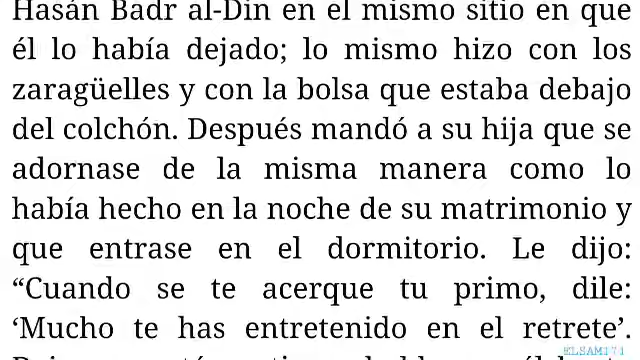 Hasán Badr al-Din en el mismo sitio en que
él lo había dejado; lo mismo hizo con los
zaragüelles y con la bolsa que estaba debajo
del colchón. Después mandó a su hija que se
adornase de la misma manera como lo
había hecho en la noche de su matrimonio y
que entrase en el dormitorio. Le dijo:
“Cuando se te acerque tu primo, dile:
‘Mucho te has entretenido en el retrete’.
ELSAMI74